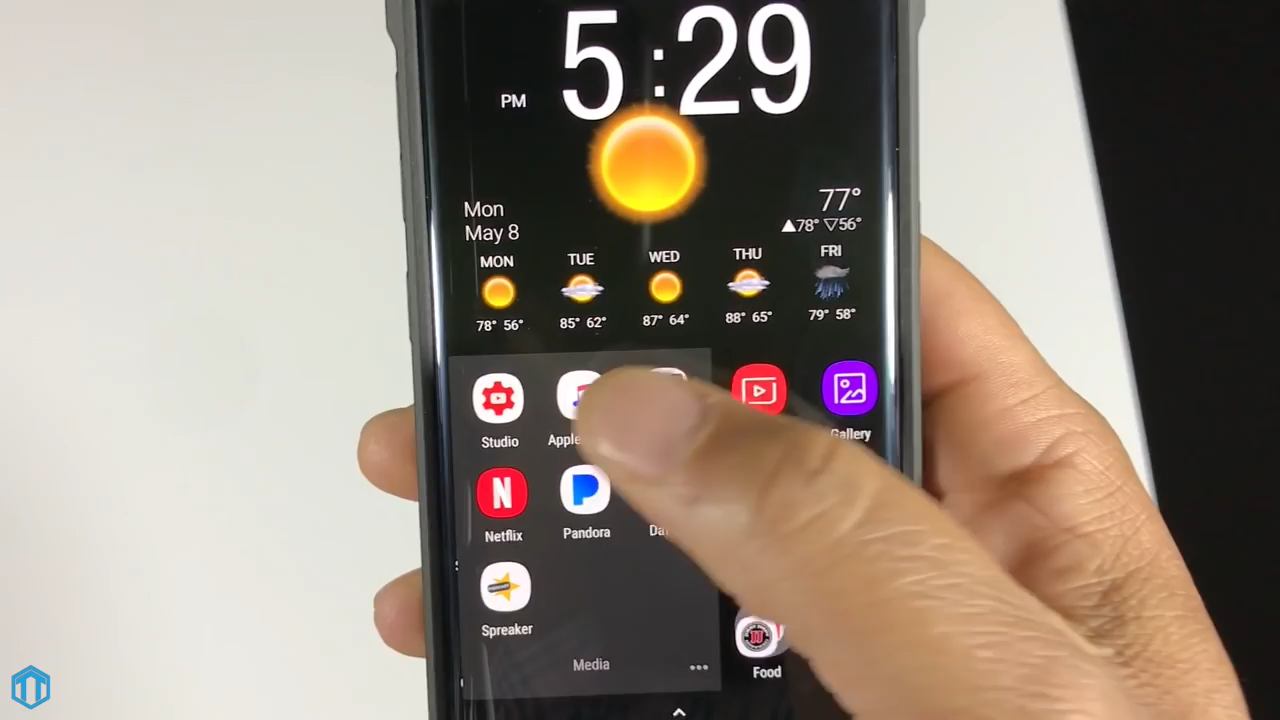 5:29
PM
Mon
May 8
77°
▲78° ▽56°
MON TUE WED THU FRI
78° 56° 85° 62° 87° 64° 88° 65° 79° 58°
Studio
Gallery
Netflix Pandora
Spreaker
Media
Food